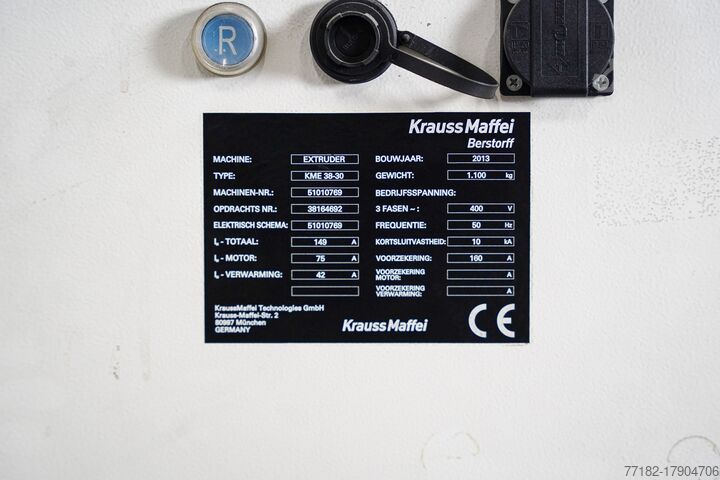 R
KraussMaffei
Berstorff
MACHINE: EXTRUDER
TYPE: KME 38-30
MACHINEN-NR.: 51010769
OPDRACHTS NR.: 38164692
ELEKTRISCH SCHEMA: 51010769
Iₙ - TOTAAL: 149 A
Iₙ - MOTOR: 75 A
Iₙ - VERWARMING: 42 A
BOUWJAAR: 2013
GEWICHT: 1.100 kg
BEDRIJFSSPANNING:
3 FASEN ~ : 400 V
FREQUENTIE: 50 Hz
KORTSLUITVASTHEID: 10 kA
VOORZEKERING: 160 A
VOORZEKERING
MOTOR: A
VOORZEKERING
VERWARMING: A
KraussMaffei Technologies GmbH
Krauss-Maffei-Str. 2
80997 München
GERMANY
KraussMaffei
CE
77182-17904706